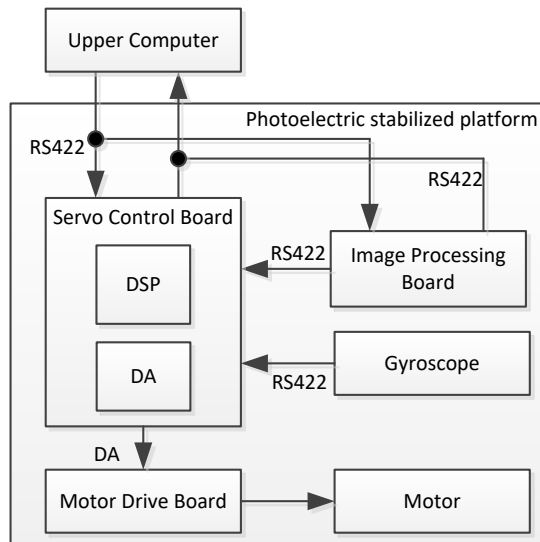 Upper Computer
Photoelectric stabilized platform
RS422
RS422
Servo Control Board
DSP
DA
RS422
Image Processing
Board
RS422
Gyroscope
DA
Motor Drive Board
Motor